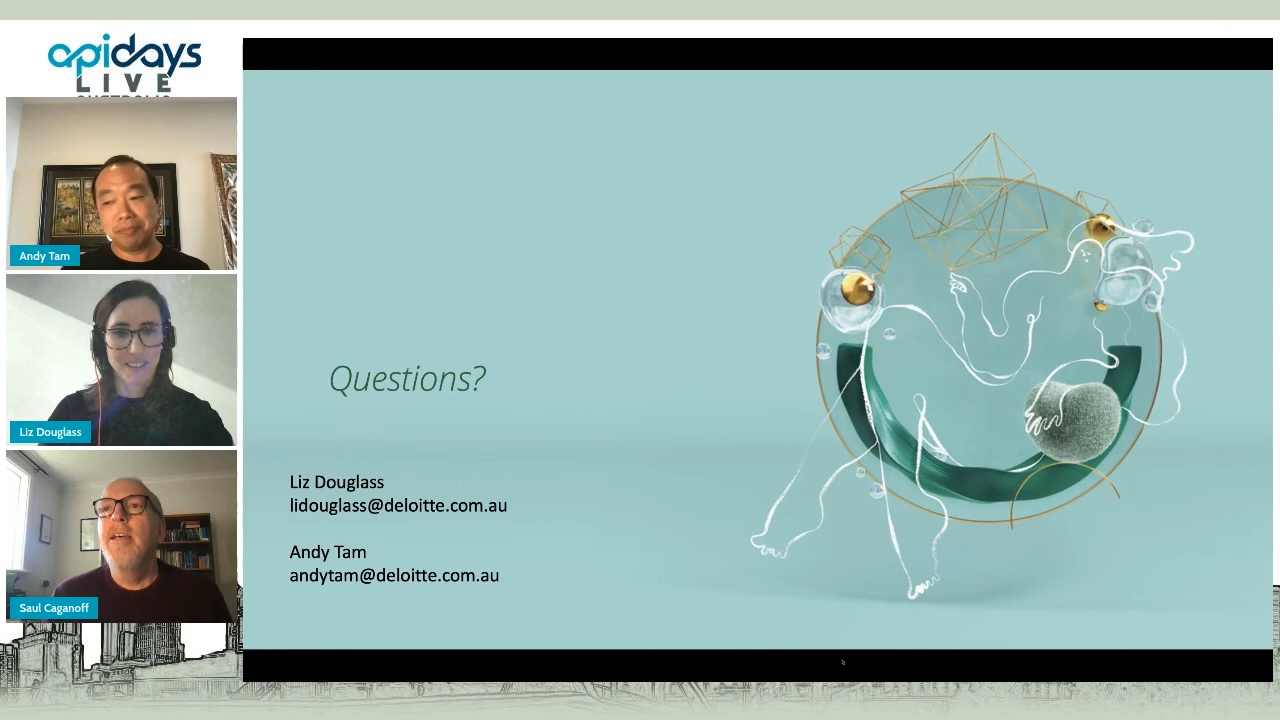 apidays
LIVE
Andy Tam
Liz Douglass
Saul Caganoff
Questions?
Liz Douglass
lidouglass@deloitte.com.au
Andy Tam
andytam@deloitte.com.au